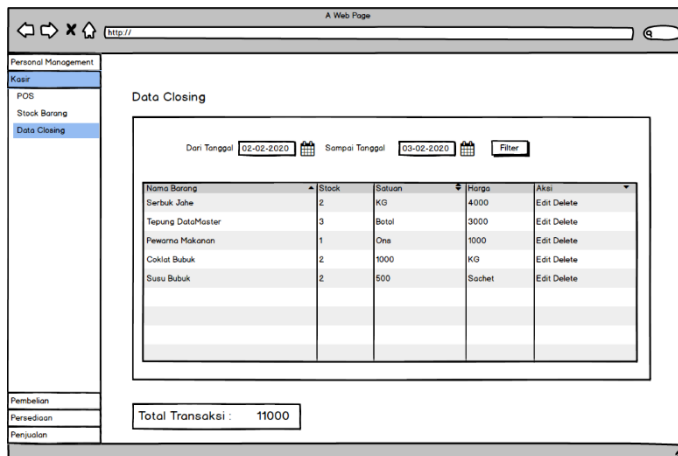 A Web Page
http://
Personal Management
Kasir
POS
Stock Barang
Data Closing
Pembelian
Persediaan
Penjualan
Data Closing
Dari Tanggal 02-02-2020 Sampai Tanggal 03-02-2020 Filter
Nama Barang Stock Satuan Harga Aksi
Serbuk Jahe 2 KG 4000 Edit Delete
Tepung DataMaster 3 Botol 3000 Edit Delete
Pewarna Makanan 1 Ons 1000 Edit Delete
Coklat Bubuk 2 1000 KG Edit Delete
Susu Bubuk 2 500 Sachet Edit Delete
Total Transaksi : 11000